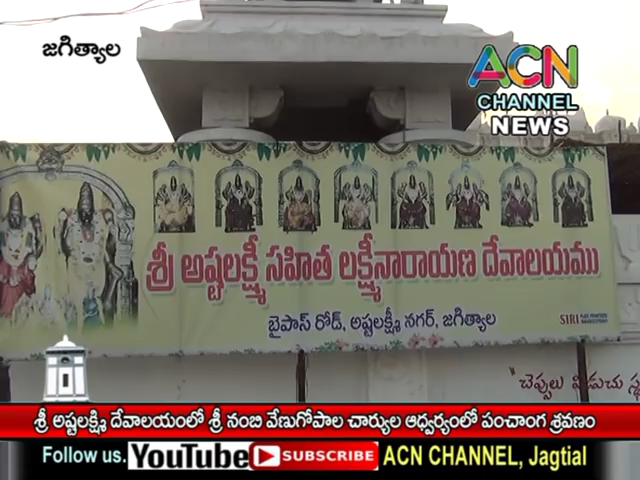 జగిత్యాల
ACN
CHANNEL
NEWS
శ్రీ అష్టలక్ష్మీ సహిత లక్ష్మీనారాయణ దేవాలయము
బైపాస్ రోడ్, అష్టలక్ష్మీ నగర్, జగిత్యాల
SIRI
చెప్పులు
శ్రీ అష్టలక్ష్మి దేవాలయంలో శ్రీ నంబి వేణుగోపాల చార్యుల ఆధ్వర్యంలో పంచాంగ శ్రవణం
Follow us. YouTube SUBSCRIBE ACN CHANNEL, Jagtial